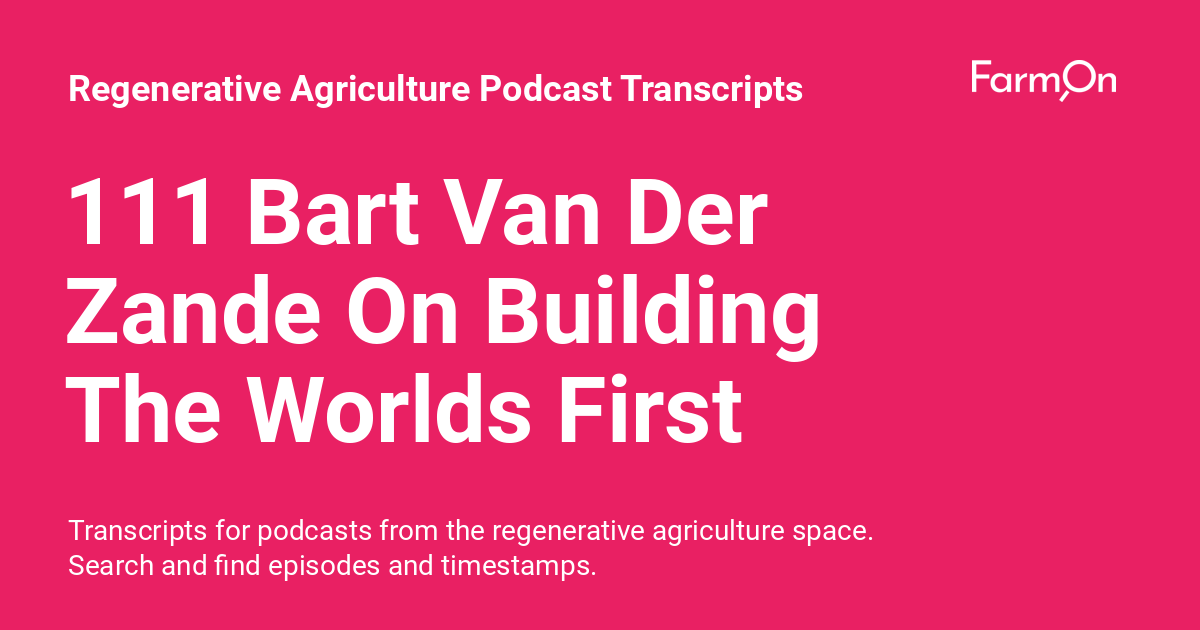 Regenerative Agriculture Podcast Transcripts
FarmOn
111 Bart Van Der
Zande On Building
The Worlds First
Transcripts for podcasts from the regenerative agriculture space.
Search and find episodes and timestamps.